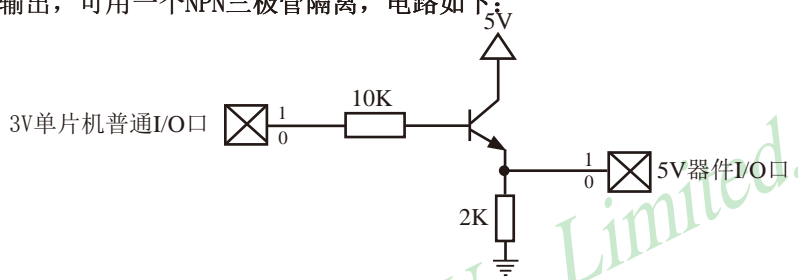 输出，可用一个NPN三极管隔离，电路如下：
5V
10K
3V单片机普通I/O口
1
0
1
0
5V器件I/O口
2K
Limited.